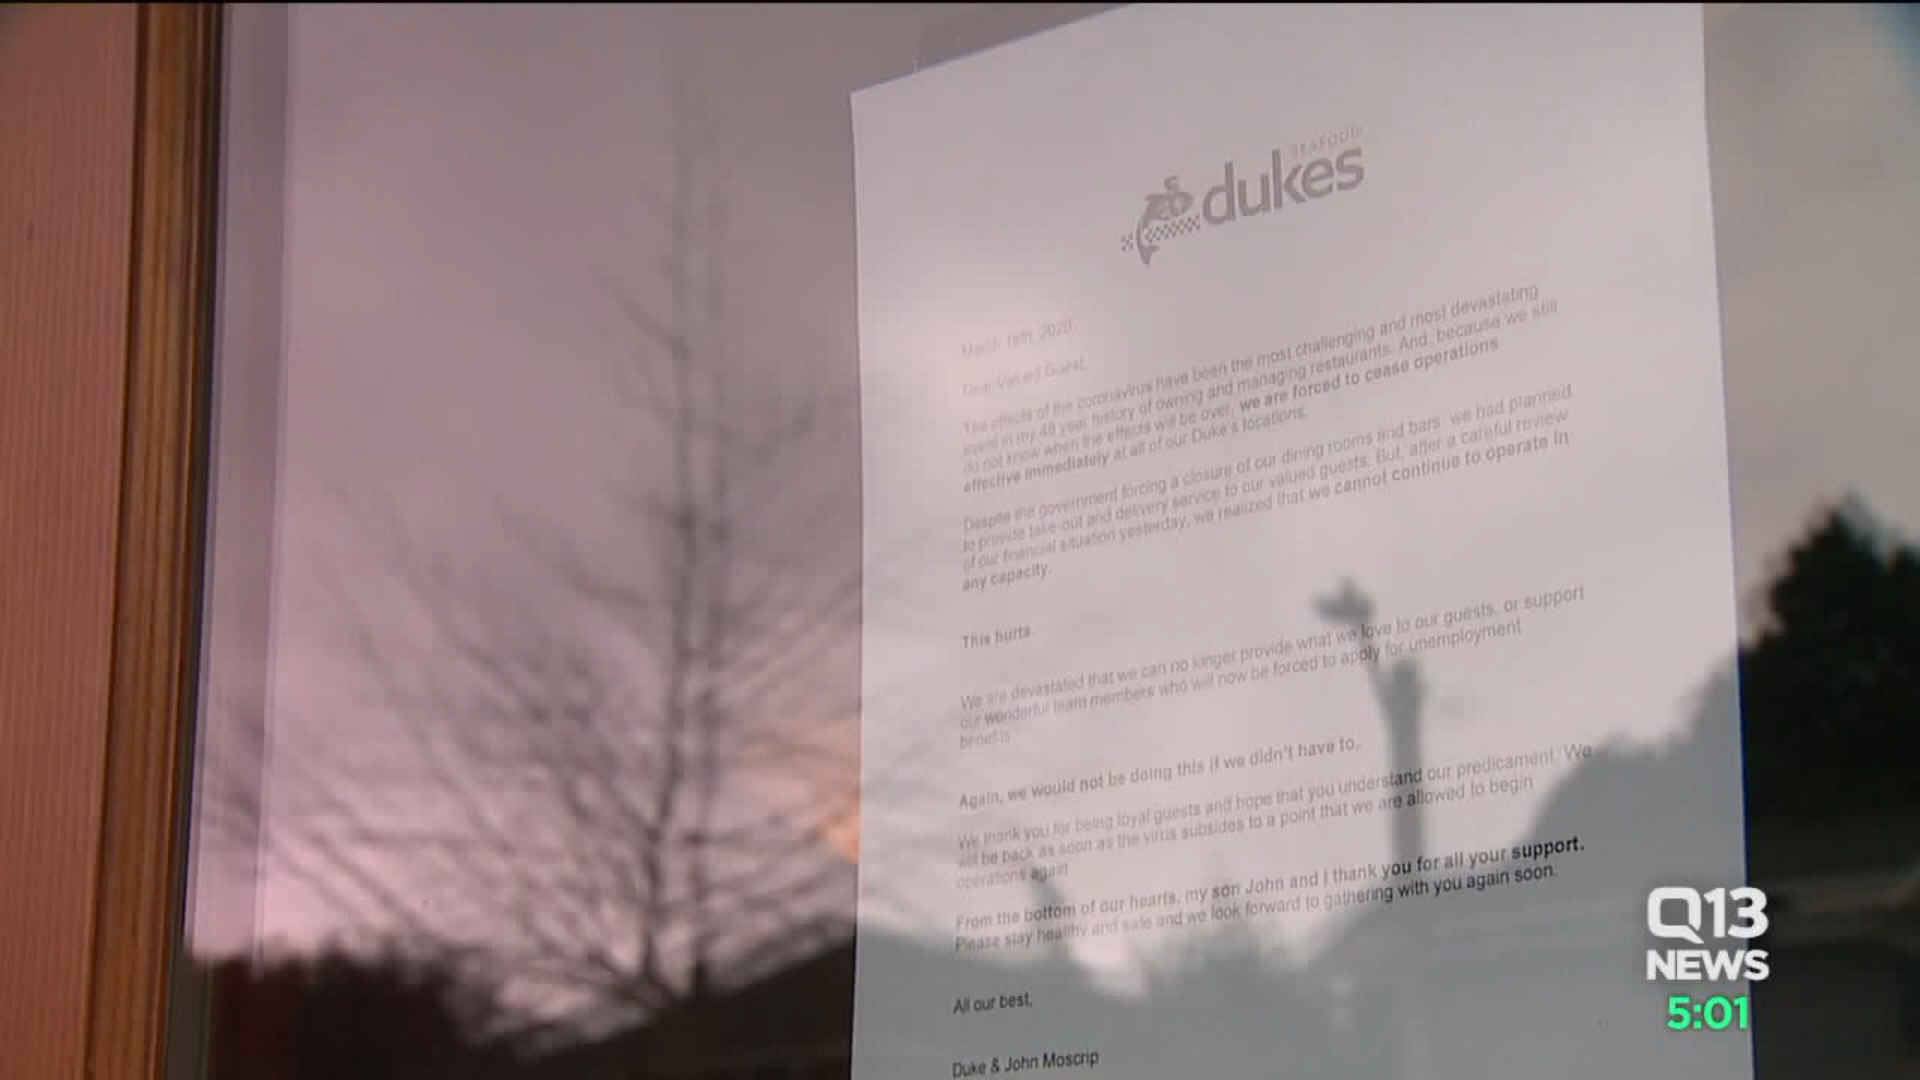 SEAFOOD
dukes
March 16th, 2020
Dear Valued Guest
The effects of the coronavirus have been the most challenging and most devastating
event in my 48 year history of owning and managing restaurants. And, because we still
do not know when the effects will be over, we are forced to cease operations
effective immediately at all of our Duke's locations.
Despite the government forcing a closure of our dining rooms and bars, we had planned
to provide take-out and delivery service to our valued guests. But, after a careful review
of our financial situation yesterday, we realized that we cannot continue to operate in
any capacity.
This hurts.
We are devastated that we can no longer provide what we love to our guests, or support
our wonderful team members who will now be forced to apply for unemployment
benefits
Again, we would not be doing this if we didn't have to.
We thank you for being loyal guests and hope that you understand our predicament. We
will be back as soon as the virus subsides to a point that we are allowed to begin
operations again
From the bottom of our hearts, my son John and I thank you for all your support.
Please stay healthy and safe and we look forward to gathering with you again soon.
All our best,
Duke & John Moscrip
Q13
NEWS
5:01